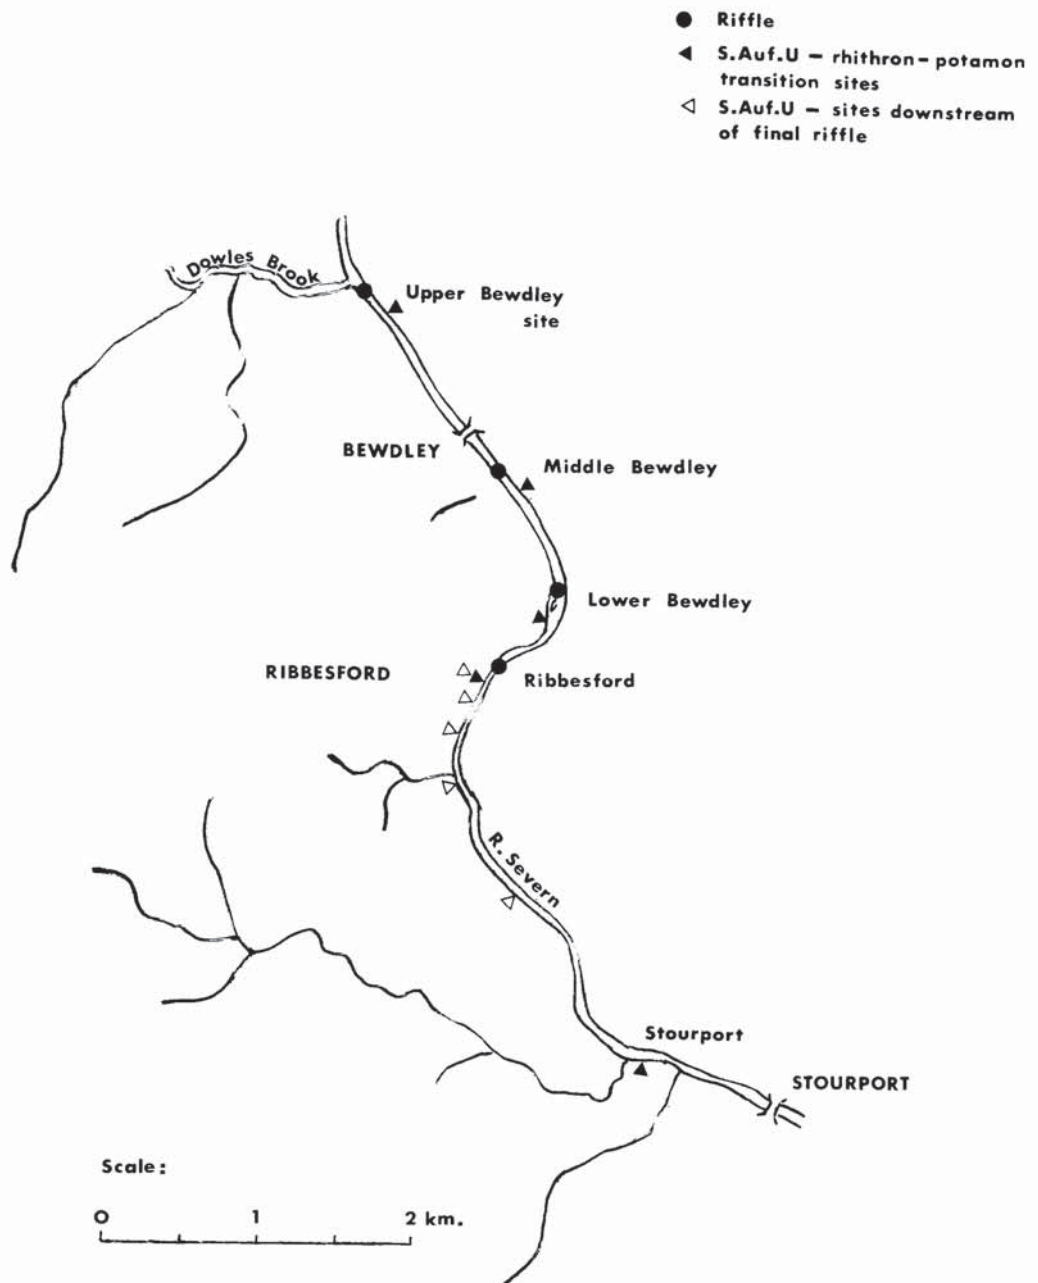 Riffle
S.Auf.U – rhithron-potamon
transition sites
S.Auf.U – sites downstream
of final riffle
Dowles Brook
Upper Bewdley
site
BEWDLEY
Middle Bewdley
Lower Bewdley
RIBBESFORD
Ribbesford
R. Severn
Stourport
STOURPORT
Scale:
0 1 2 km.